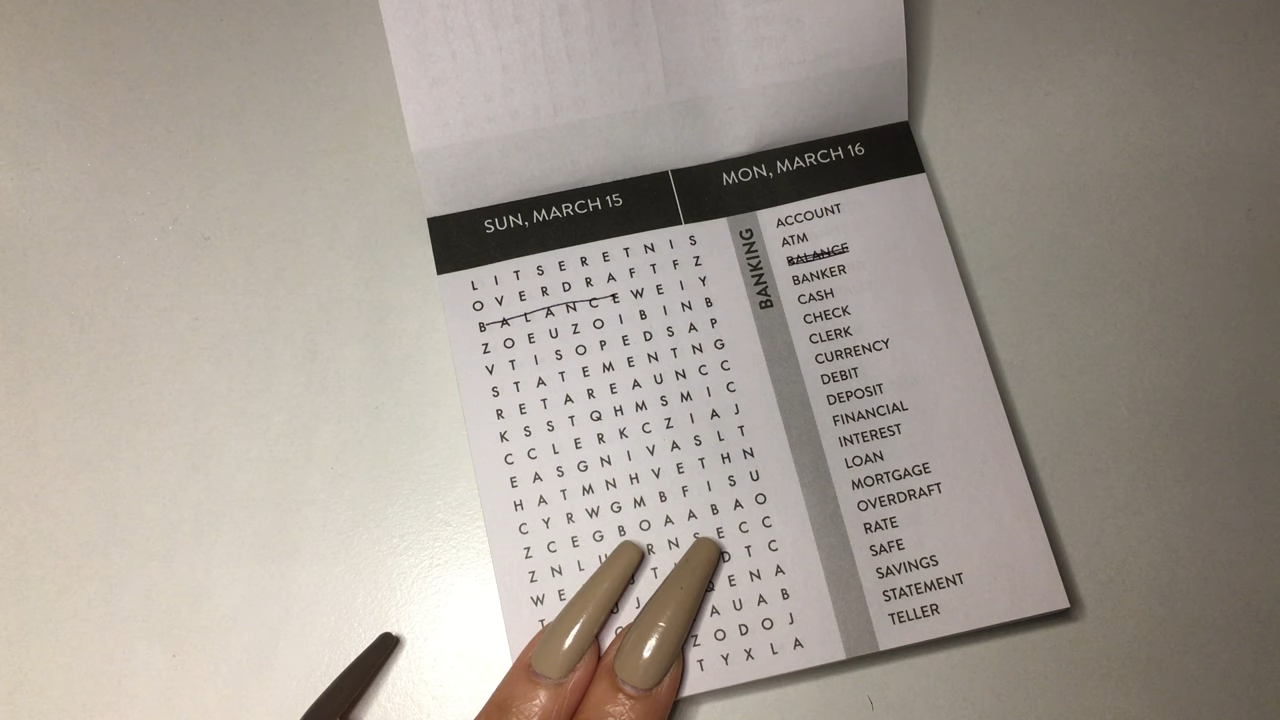 SUN, MARCH 15
MON, MARCH 16
L I T S E R E T N I S
O V E R D R A F T F Z
B A L A N C E W E I Y
Z O E U Z O I B I N B
V T I S O P E D S A P
S T A T E M E N T N G
R E T A R E A U N C C
K S S T Q H M S M I C
C C L E R K C Z I A J
E A S G N I V A S L T
H A T M N H V E T H N
C Y R W G M B F I S U
Z C E G B O A A B A O
Z N L U R N S E C C
W E J T D T C
U J Q E N A
A U A B
Z O D O J
T Y X L A
BANKING
ACCOUNT
ATM
BALANCE
BANKER
CASH
CHECK
CLERK
CURRENCY
DEBIT
DEPOSIT
FINANCIAL
INTEREST
LOAN
MORTGAGE
OVERDRAFT
RATE
SAFE
SAVINGS
STATEMENT
TELLER